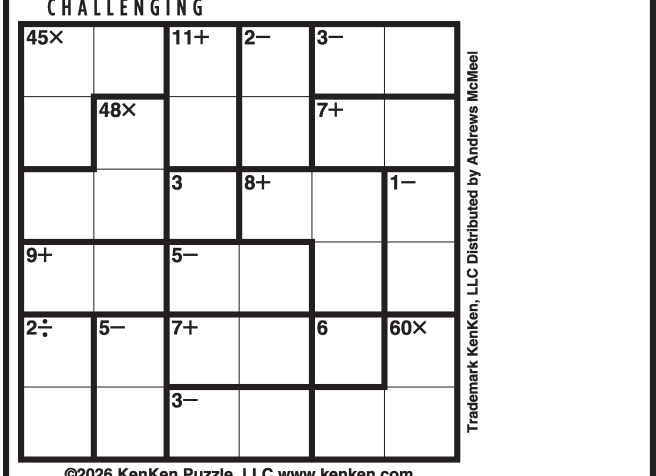 CHALLENGING
45× 11+ 2− 3−
48× 7+
3 8+ 1−
9+ 5−
2÷ 5− 7+ 6 60×
3−
©2026 KenKen Puzzle, LLC www.kenken.com
Trademark KenKen, LLC Distributed by Andrews McMeel